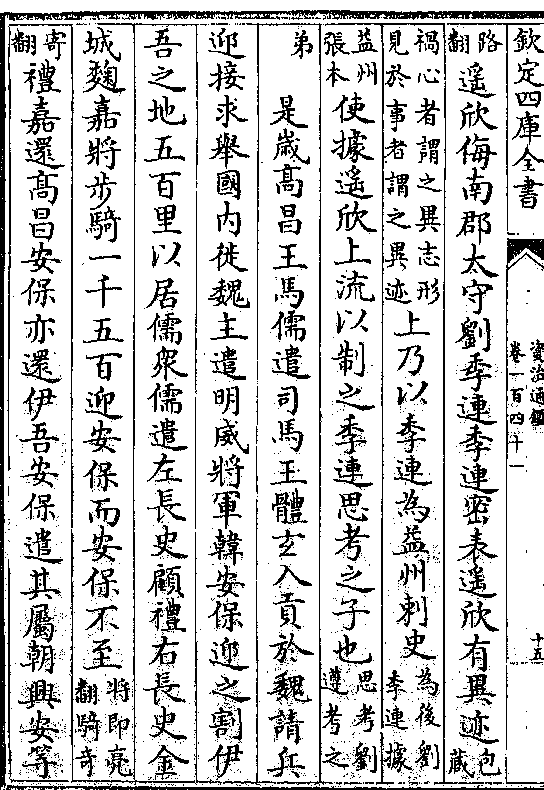 欽定四庫全書
資治通鑑
卷一百四十一
十五
路翻遥欣侮南郡太守劉季連季連密表遥欣有異迹包藏
禍心者謂之異志形見於事者謂之異迹上乃以季連為益州刺史為後劉季連據
益州張本使據遥欣上流以制之季連思考之子也思考劉遵考之
弟 是歲高昌王馬儒遣司馬王體玄入貢於魏請兵
迎接求舉國内徙魏主遣明威將軍韓安保迎之割伊
吾之地五百里以居儒衆儒遣左長史顧禮右長史金
城麴嘉將步騎一千五百迎安保而安保不至將即亮翻騎奇
寄翻禮嘉還高昌安保亦還伊吾安保遣其屬朝興安等